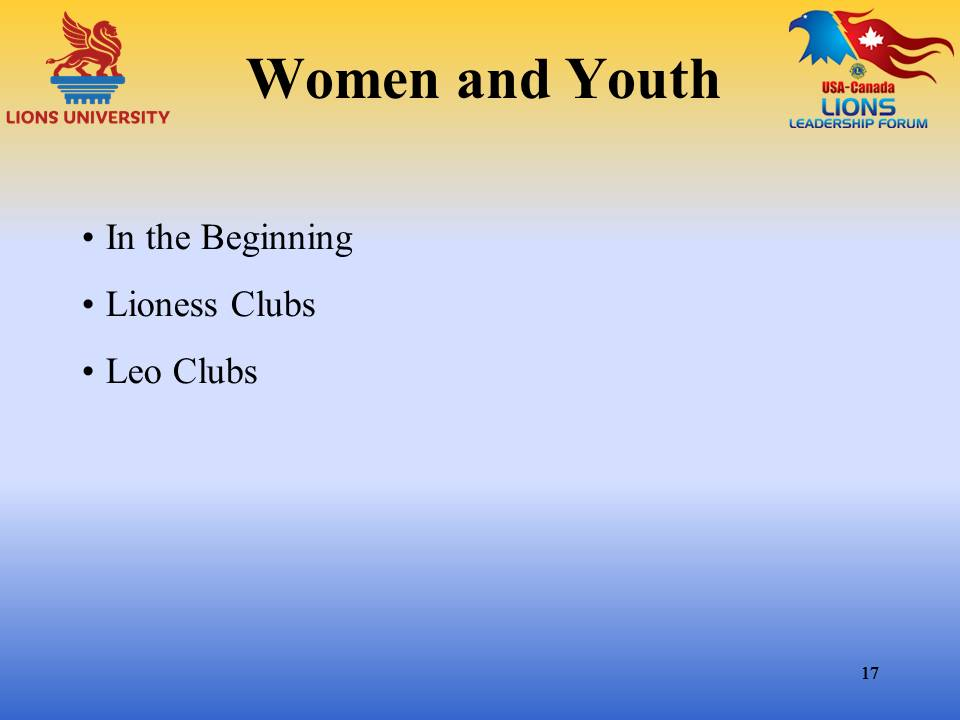 Women and Youth
LIONS UNIVERSITY
USA-Canada
LIONS
LEADERSHIP FORUM
• In the Beginning
• Lioness Clubs
• Leo Clubs
17